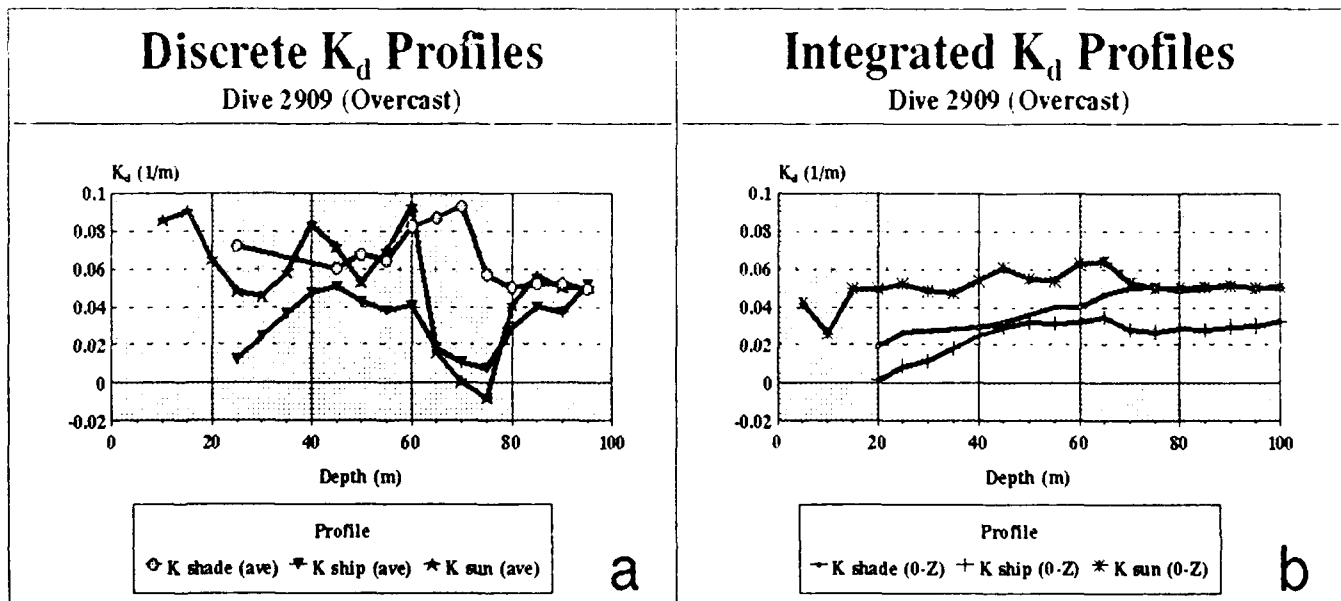 Discrete K_d Profiles
Dive 2909 (Overcast)
K_d (1/m)
0.1
0.08
0.06
0.04
0.02
0
-0.02
0 20 40 60 80 100
Depth (m)
Profile
K shade (ave) K ship (ave) K sun (ave)
a
Integrated K_d Profiles
Dive 2909 (Overcast)
K_d (1/m)
0.1
0.08
0.06
0.04
0.02
0
-0.02
0 20 40 60 80 100
Depth (m)
Profile
K shade (0-Z) K ship (0-Z) K sun (0-Z)
b